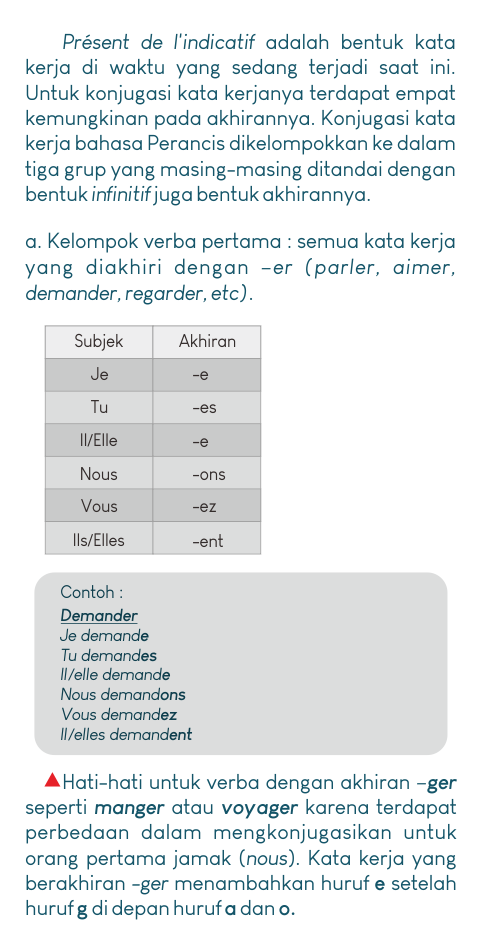 Présent de l'indicatif adalah bentuk kata
kerja di waktu yang sedang terjadi saat ini.
Untuk konjugasi kata kerjanya terdapat empat
kemungkinan pada akhirannya. Konjugasi kata
kerja bahasa Perancis dikelompokkan ke dalam
tiga grup yang masing-masing ditandai dengan
bentuk infinitif juga bentuk akhirannya.
a. Kelompok verba pertama : semua kata kerja
yang diakhiri dengan –er (parler, aimer,
demander, regarder, etc).
Subjek Akhiran
Je -e
Tu -es
Il/Elle -e
Nous -ons
Vous -ez
Ils/Elles -ent
Contoh :
Demander
Je demande
Tu demandes
Il/elle demande
Nous demandons
Vous demandez
Il/elles demandent
Hati-hati untuk verba dengan akhiran –ger
seperti manger atau voyager karena terdapat
perbedaan dalam mengkonjugasikan untuk
orang pertama jamak (nous). Kata kerja yang
berakhiran -ger menambahkan huruf e setelah
huruf g di depan huruf a dan o.